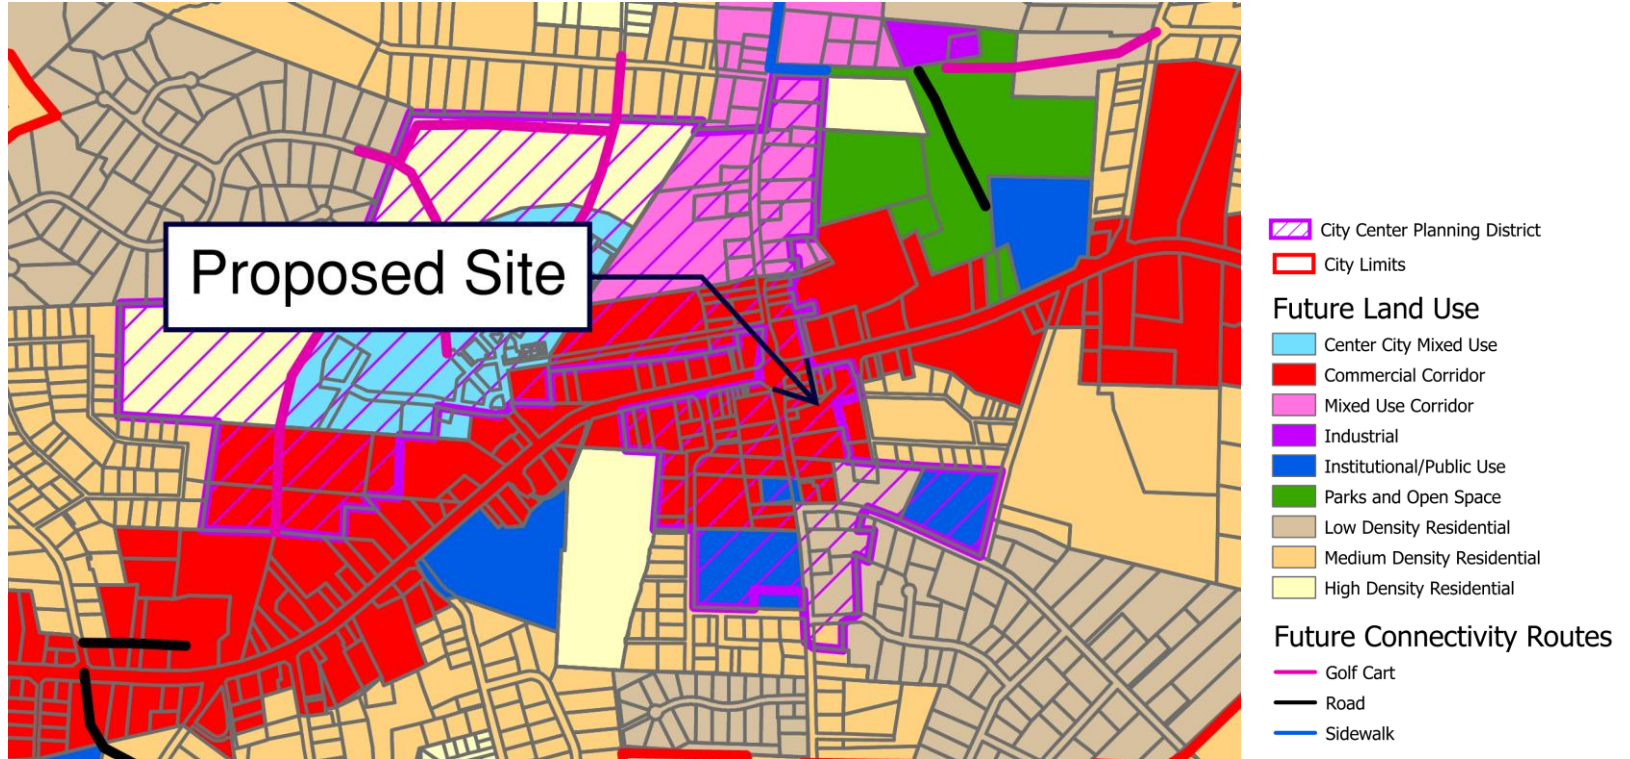 Proposed Site
City Center Planning District
City Limits
Future Land Use
Center City Mixed Use
Commercial Corridor
Mixed Use Corridor
Industrial
Institutional/Public Use
Parks and Open Space
Low Density Residential
Medium Density Residential
High Density Residential
Future Connectivity Routes
Golf Cart
Road
Sidewalk